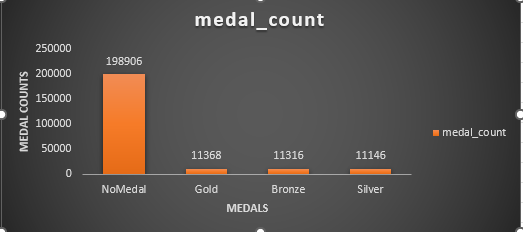 medal_count
250000
200000
150000
100000
50000
0
MEDAL COUNTS
198906
11368
11316
11146
NoMedal Gold Bronze Silver
MEDALS
medal_count